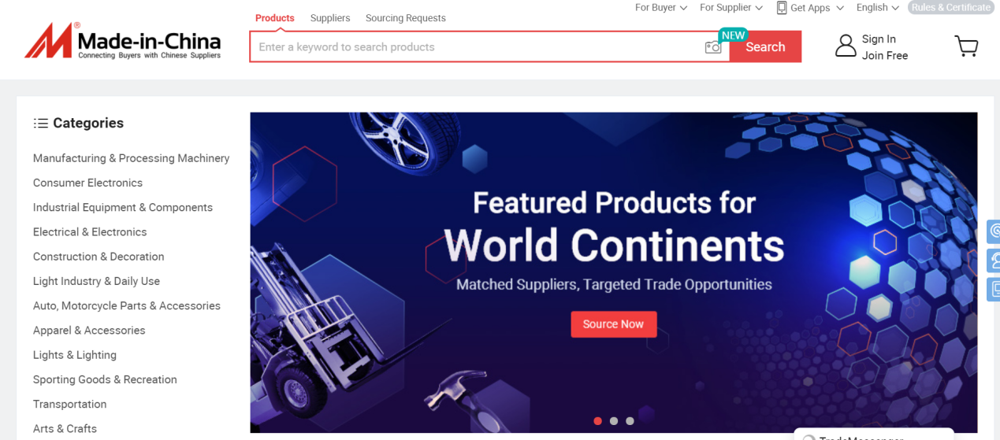 For Buyer
For Supplier
Get Apps
English
Rules & Certificate
Products
Suppliers
Sourcing Requests
Made-in-China
®
Connecting Buyers with Chinese Suppliers
Enter a keyword to search products
NEW
Search
Sign In
Join Free
Categories
Manufacturing & Processing Machinery
Consumer Electronics
Industrial Equipment & Components
Electrical & Electronics
Construction & Decoration
Light Industry & Daily Use
Auto, Motorcycle Parts & Accessories
Apparel & Accessories
Lights & Lighting
Sporting Goods & Recreation
Transportation
Arts & Crafts
Featured Products for
World Continents
Matched Suppliers, Targeted Trade Opportunities
Source Now
TradeMessenger